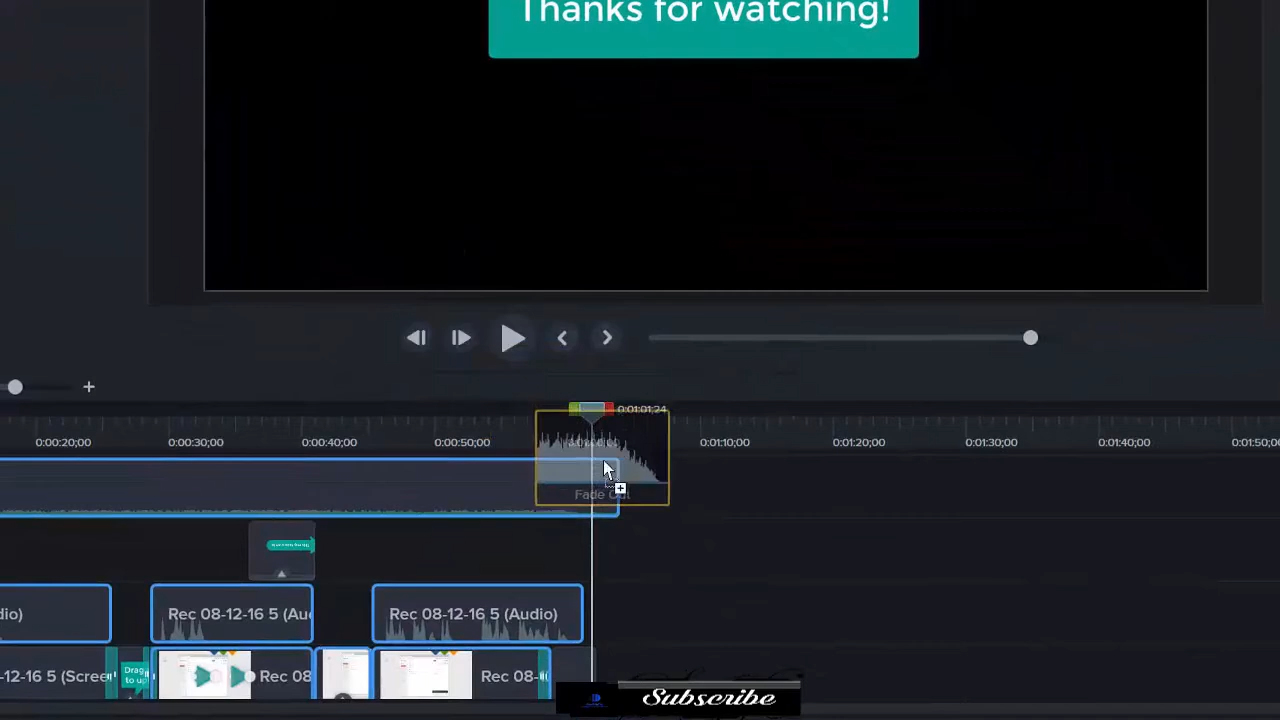 Thanks for watching!
+
0:01:01;24
0:00:20;00 0:00:30;00 0:00:40;00 0:00:50;00 0:01:10;00 0:01:20;00 0:01:30;00 0:01:40;00 0:01:50;00
Fade Out
dio) Rec 08-12-16 5 (Au Rec 08-12-16 5 (Audio)
-12-16 5 (Scree Drag to up Rec 08 Rec 08-
Subscribe